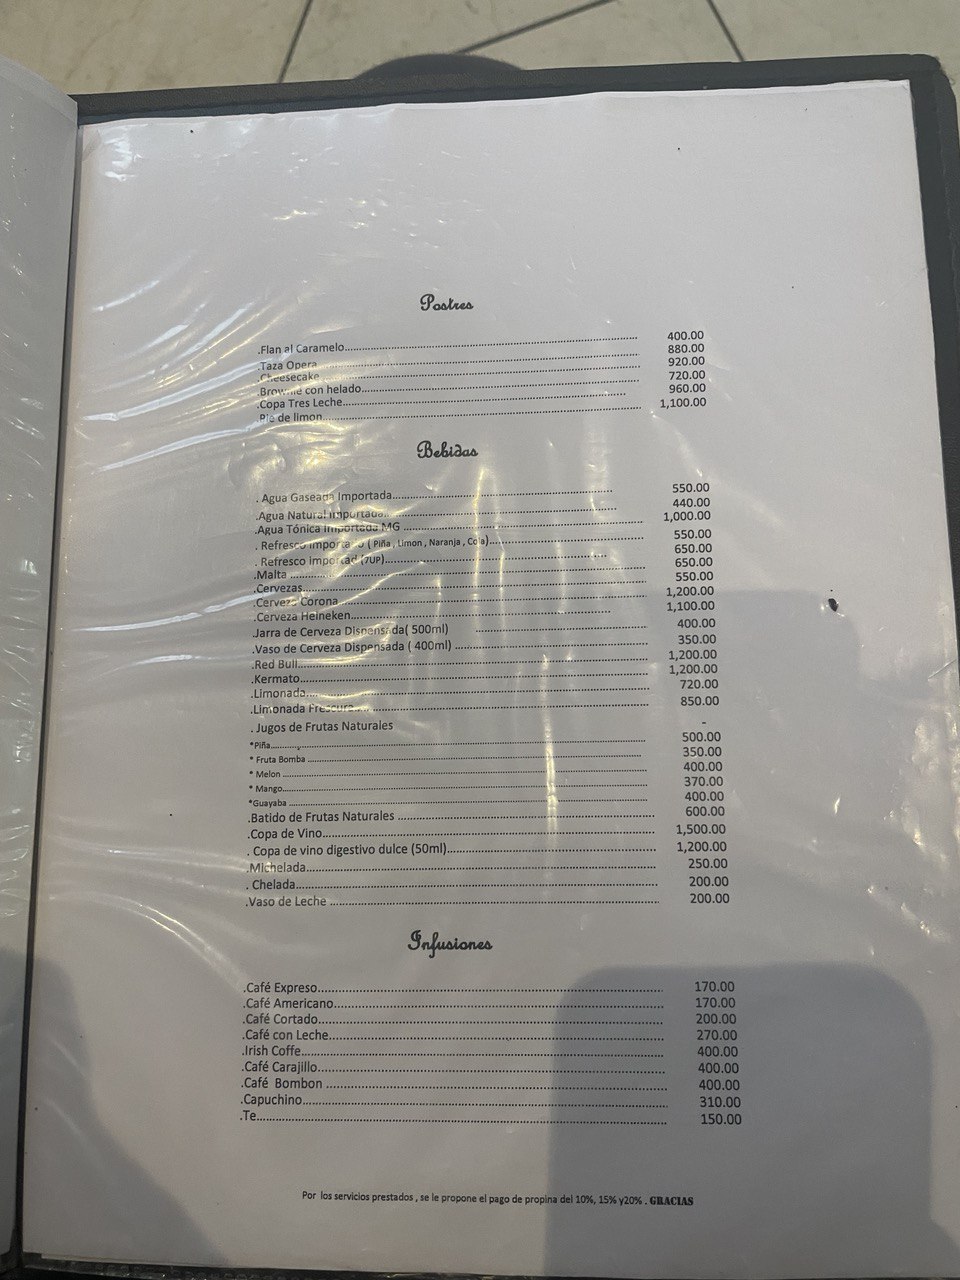 Postres
.Flan al Caramelo 400.00
.Taza Opera 880.00
.Cheesecake 920.00
.Brownie con helado 720.00
.Copa Tres Leche 960.00
Pie de limon 1,100.00
Bebidas
. Agua Gaseada Importada 550.00
.Agua Natural Importada 440.00
.Agua Tónica Importada MG 1,000.00
. Refresco Importado ( Piña , Limon , Naranja , Cola) 550.00
. Refresco importad (7UP) 650.00
.Malta 650.00
.Cervezas 550.00
.Cerveza Corona 1,200.00
.Cerveza Heineken 1,100.00
.Jarra de Cerveza Dispensada( 500ml) 400.00
.Vaso de Cerveza Dispensada ( 400ml) 350.00
.Red Bull 1,200.00
.Kermato 1,200.00
.Limonada 720.00
.Limonada Frescura 850.00
. Jugos de Frutas Naturales -
*Piña 500.00
* Fruta Bomba 350.00
* Melon 400.00
* Mango 370.00
*Guayaba 400.00
.Batido de Frutas Naturales 600.00
.Copa de Vino 1,500.00
. Copa de vino digestivo dulce (50ml) 1,200.00
.Michelada 250.00
. Chelada 200.00
.Vaso de Leche 200.00
Infusiones
.Café Expreso 170.00
.Café Americano 170.00
.Café Cortado 200.00
.Café con Leche 270.00
.Irish Coffe 400.00
.Café Carajillo 400.00
.Café Bombon 400.00
.Capuchino 310.00
.Te 150.00
Por los servicios prestados , se le propone el pago de propina del 10%, 15% y20% . GRACIAS